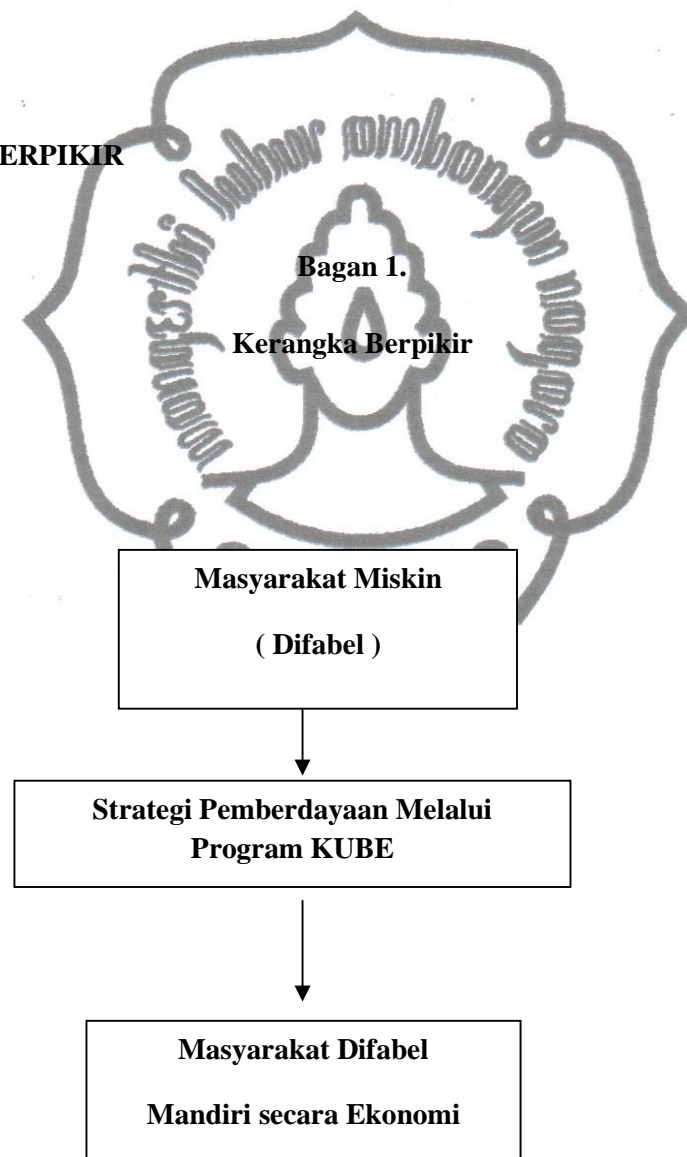 ERPIKIR
Bagan 1.
Kerangka Berpikir
Masyarakat Miskin
( Difabel )
Strategi Pemberdayaan Melalui
Program KUBE
Masyarakat Difabel
Mandiri secara Ekonomi